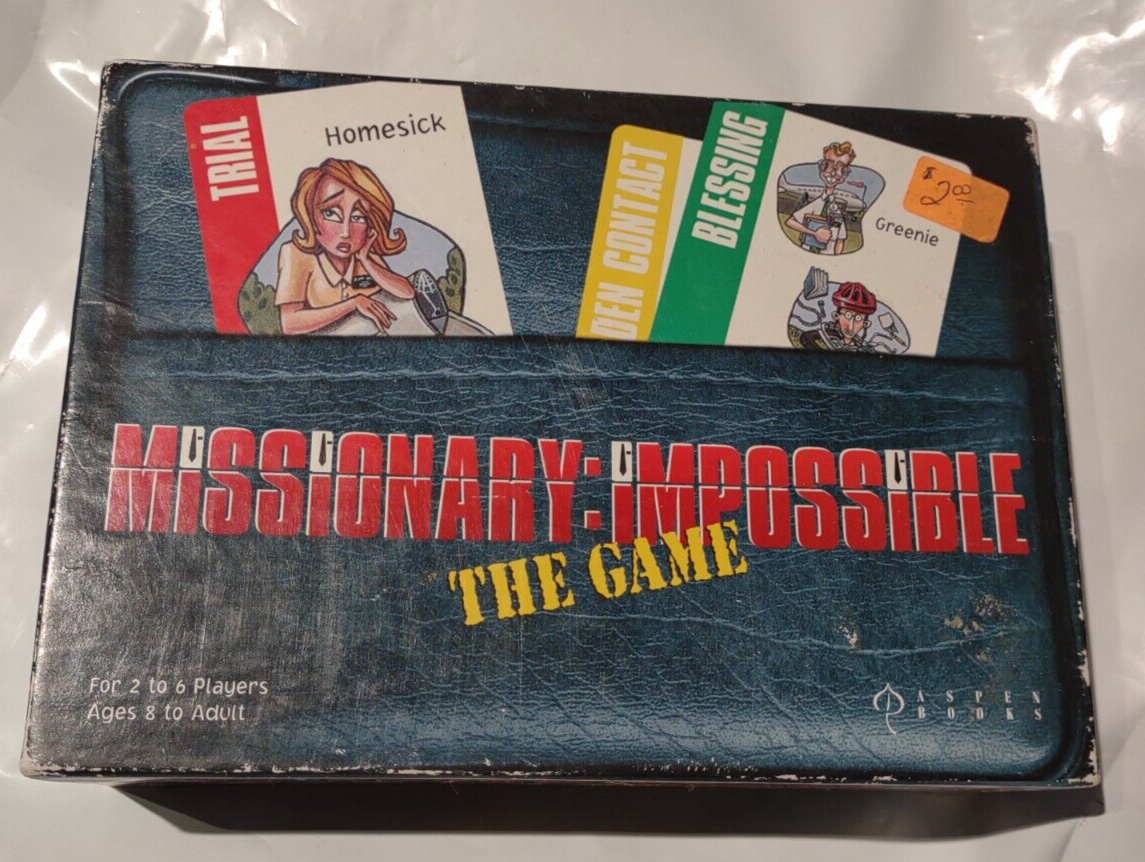 TRIAL
Homesick
DEN CONTACT
BLESSING
Greenie
$2.00
MISSIONARY: IMPOSSIBLE
THE GAME
For 2 to 6 Players
Ages 8 to Adult
ASPEN
BOOKS